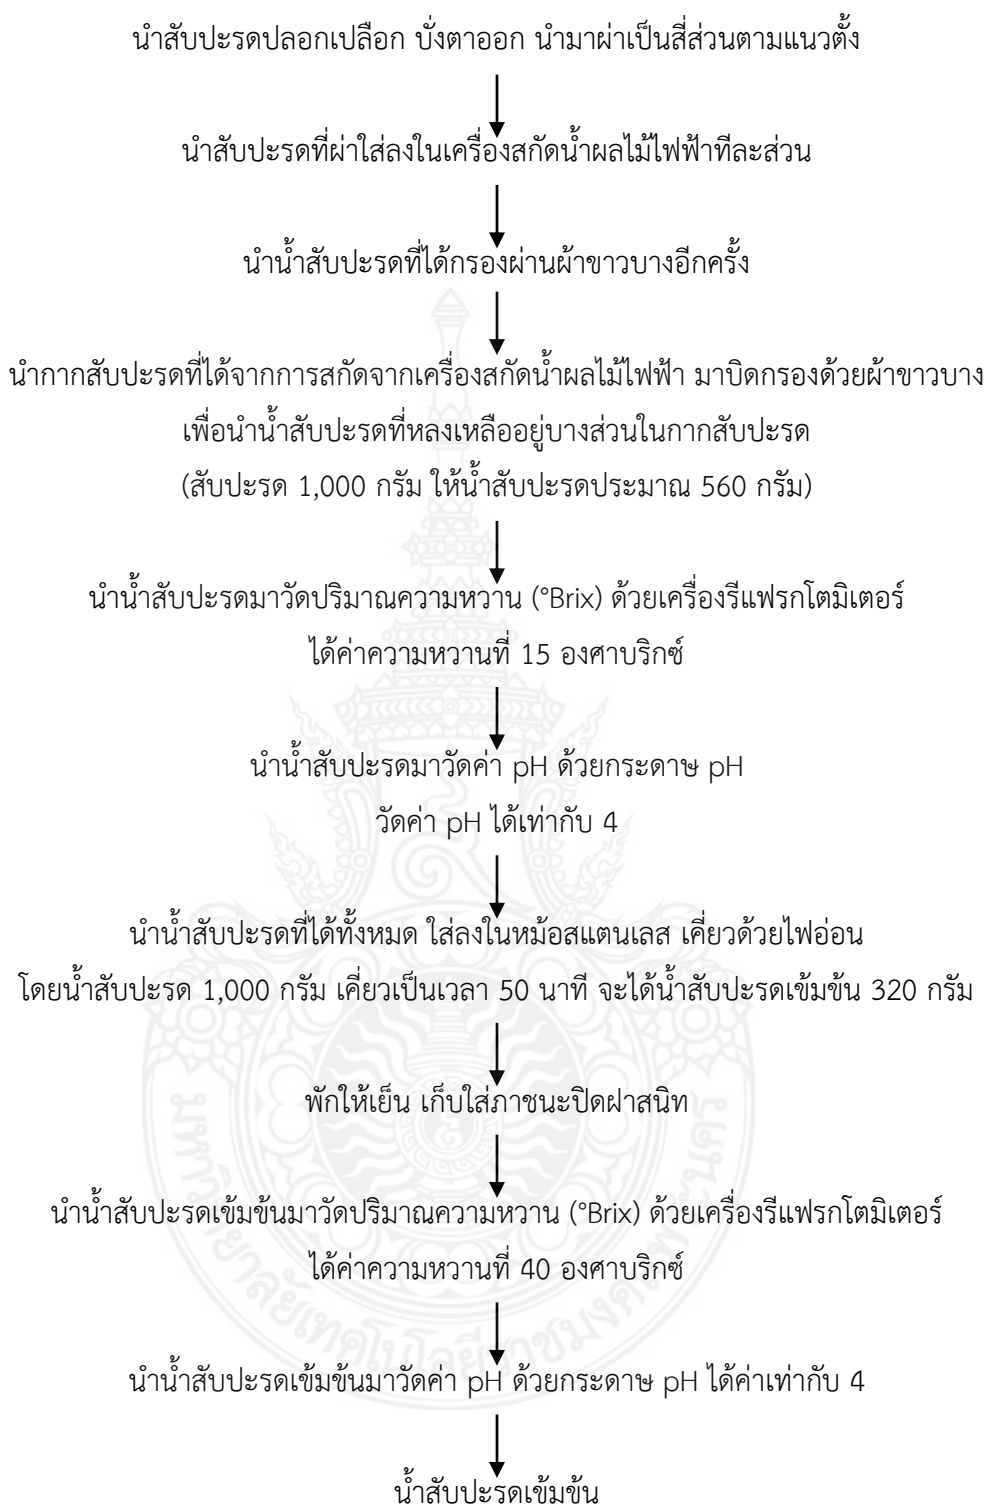 นำสับปะรดปลอกเปลือก บั่งตาออก นำมาผ่าเป็นสี่ส่วนตามแนวตั้ง
นำสับปะรดที่ผ่าใส่ลงในเครื่องสกัดน้ำผลไม้ไฟฟ้าทีละส่วน
นำน้ำสับปะรดที่ได้กรองผ่านผ้าขาวบางอีกครั้ง
นำกากสับปะรดที่ได้จากการสกัดจากเครื่องสกัดน้ำผลไม้ไฟฟ้า มาบิดกรองด้วยผ้าขาวบาง
เพื่อนำน้ำสับปะรดที่หลงเหลืออยู่บางส่วนในกากสับปะรด
(สับปะรด 1,000 กรัม ให้น้ำสับปะรดประมาณ 560 กรัม)
นำน้ำสับปะรดมาวัดปริมาณความหวาน (°Brix) ด้วยเครื่องรีแฟรกโตมิเตอร์
ได้ค่าความหวานที่ 15 องศาบริกซ์
นำน้ำสับปะรดมาวัดค่า pH ด้วยกระดาษ pH
วัดค่า pH ได้เท่ากับ 4
นำน้ำสับปะรดที่ได้ทั้งหมด ใส่ลงในหม้อสแตนเลส เคี่ยวด้วยไฟอ่อน
โดยน้ำสับปะรด 1,000 กรัม เคี่ยวเป็นเวลา 50 นาที จะได้น้ำสับปะรดเข้มข้น 320 กรัม
พักให้เย็น เก็บใส่ภาชนะปิดฝาสนิท
นำน้ำสับปะรดเข้มข้นมาวัดปริมาณความหวาน (°Brix) ด้วยเครื่องรีแฟรกโตมิเตอร์
ได้ค่าความหวานที่ 40 องศาบริกซ์
นำน้ำสับปะรดเข้มข้นมาวัดค่า pH ด้วยกระดาษ pH ได้ค่าเท่ากับ 4
น้ำสับปะรดเข้มข้น
มหาวิทยาลัยเทคโนโลยีราชมงคลพระนคร